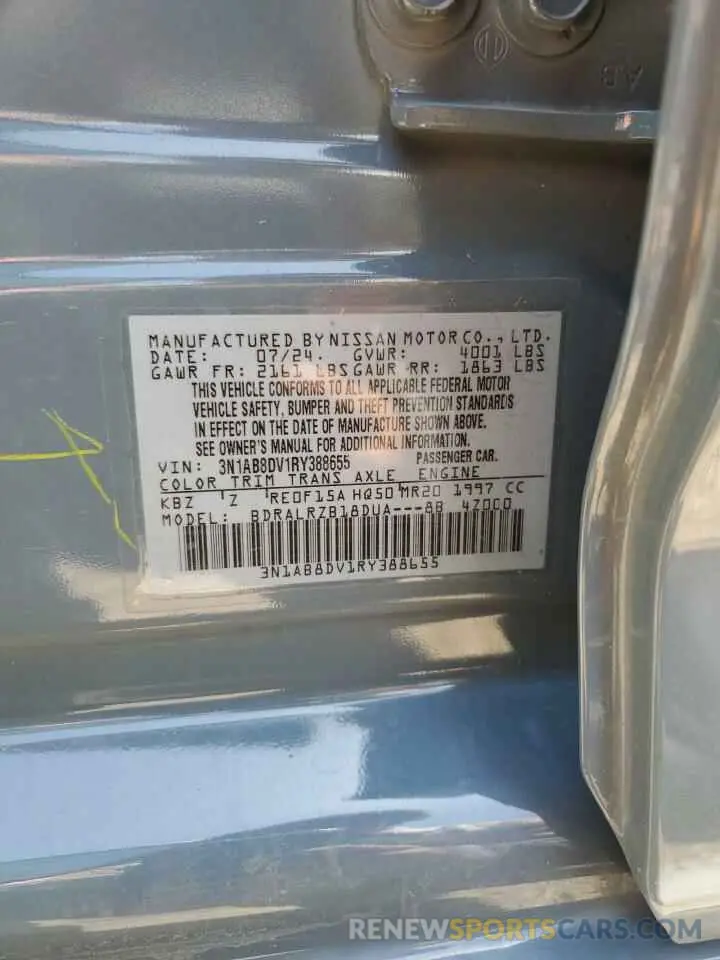 AB
MANUFACTURED BY NISSAN MOTOR CO., LTD.
DATE: 07/24. GVWR: 4001 LBS
GAWR FR: 2161 LBS GAWR RR: 1863 LBS
THIS VEHICLE CONFORMS TO ALL APPLICABLE FEDERAL MOTOR
VEHICLE SAFETY, BUMPER AND THEFT PREVENTION STANDARDS
IN EFFECT ON THE DATE OF MANUFACTURE SHOWN ABOVE.
SEE OWNER'S MANUAL FOR ADDITIONAL INFORMATION.
VIN: 3N1AB8DV1RY388655 PASSENGER CAR.
COLOR TRIM TRANS AXLE ENGINE
KBZ 'Z 'RE0F15A HQ50 MR20 1997 CC
MODEL: BDRALRZB18DUA---8B 4Z000
3N1AB8DV1RY388655
RENEWSPORTSCARS.COM